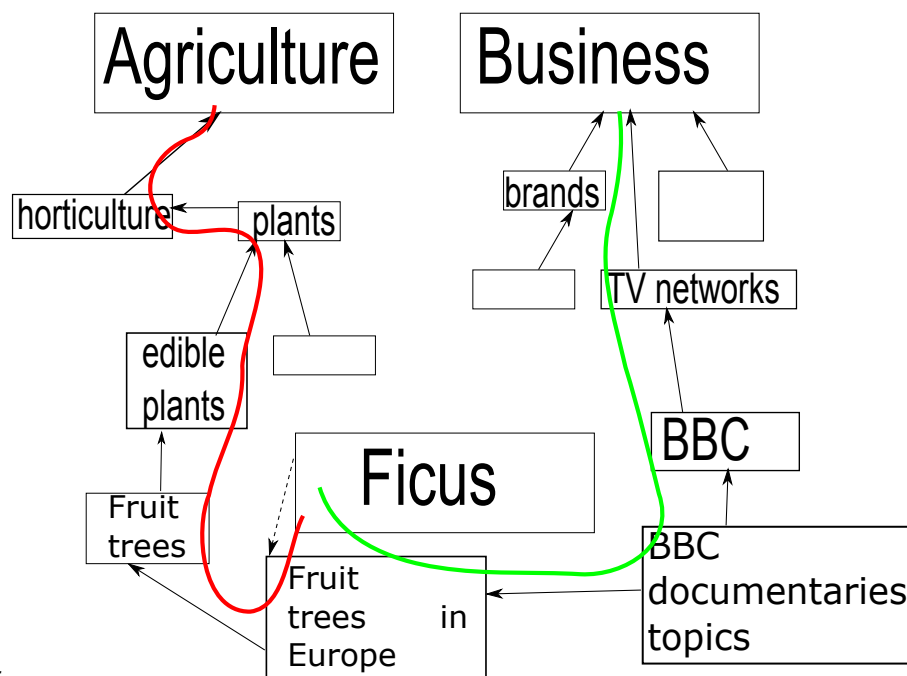 Agriculture
Business
horticulture
plants
brands
TV networks
edible
plants
BBC
Ficus
Fruit
trees
Fruit
trees in
Europe
BBC
documentaries
topics